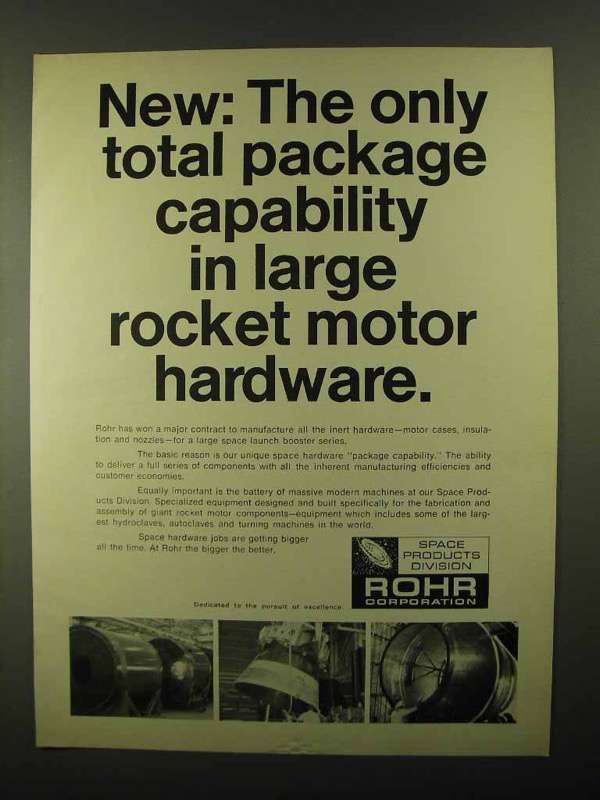 New: The only
total package
capability
in large
rocket motor
hardware.
Rohr has won a major contract to manufacture all the inert hardware—motor cases, insula-
tion and nozzles—for a large space launch booster series.
The basic reason is our unique space hardware "package capability." The ability
to deliver a full series of components with all the inherent manufacturing efficiencies and
customer economies.
Equally important is the battery of massive modern machines at our Space Prod-
ucts Division. Specialized equipment designed and built specifically for the fabrication and
assembly of giant rocket motor components—equipment which includes some of the larg-
est hydroclaves, autoclaves and turning machines in the world.
Space hardware jobs are getting bigger
all the time. At Rohr the bigger the better.
SPACE
PRODUCTS
DIVISION
ROHR
CORPORATION
Dedicated to the pursuit of excellence